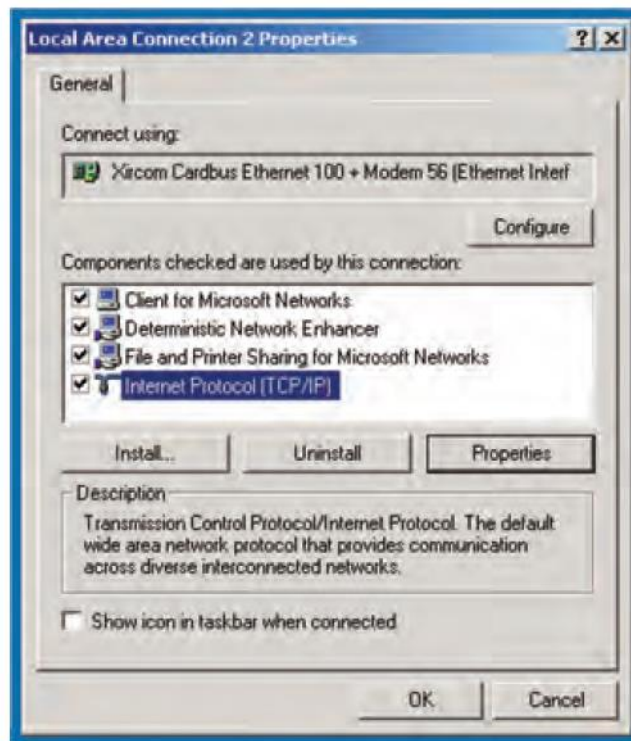 Local Area Connection 2 Properties
General
Connect using:
Xircom Cardbus Ethernet 100 + Modem 56 (Ethernet Interf
Configure
Components checked are used by this connection:
Client for Microsoft Networks
Deterministic Network Enhancer
File and Printer Sharing for Microsoft Networks
Internet Protocol (TCP/IP)
Install... Uninstall Properties
Description
Transmission Control Protocol/Internet Protocol. The default
wide area network protocol that provides communication
across diverse interconnected networks.
Show icon in taskbar when connected
OK Cancel